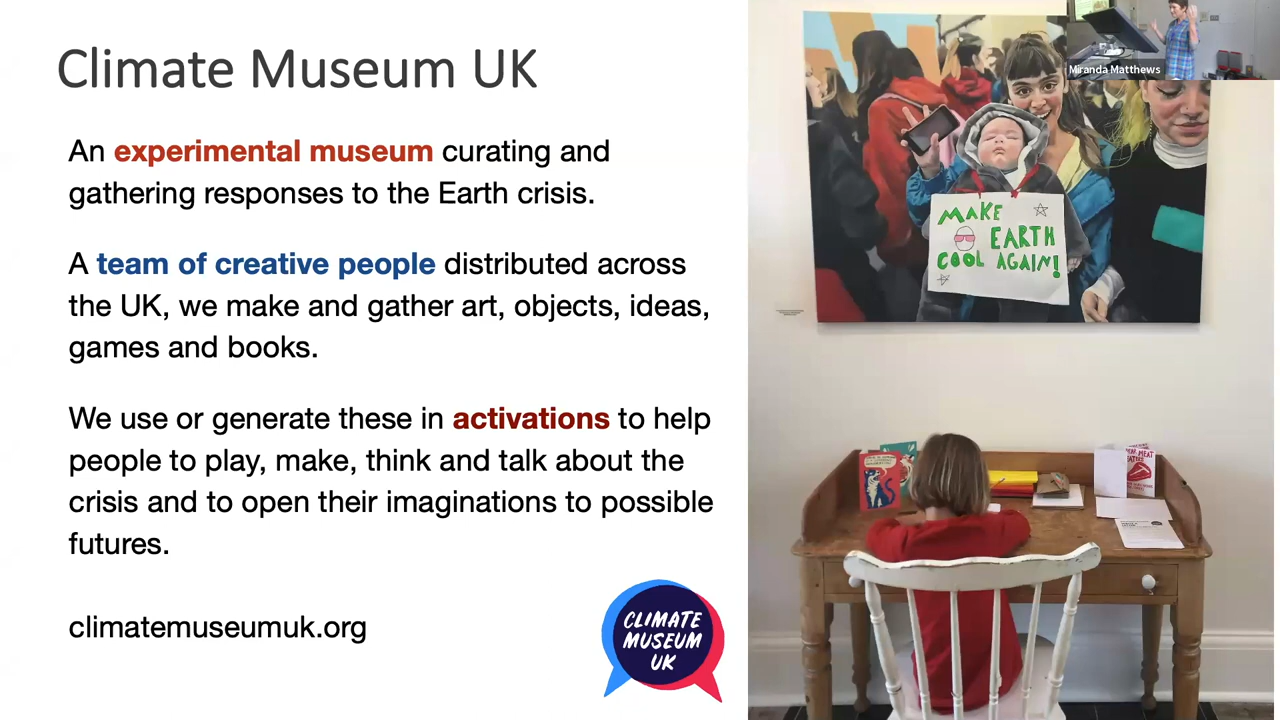 Climate Museum UK
An experimental museum curating and
gathering responses to the Earth crisis.
A team of creative people distributed across
the UK, we make and gather art, objects, ideas,
games and books.
We use or generate these in activations to help
people to play, make, think and talk about the
crisis and to open their imaginations to possible
futures.
climatemuseumuk.org
CLIMATE
MUSEUM
UK
Miranda Matthews
MAKE
EARTH
COOL AGAIN!